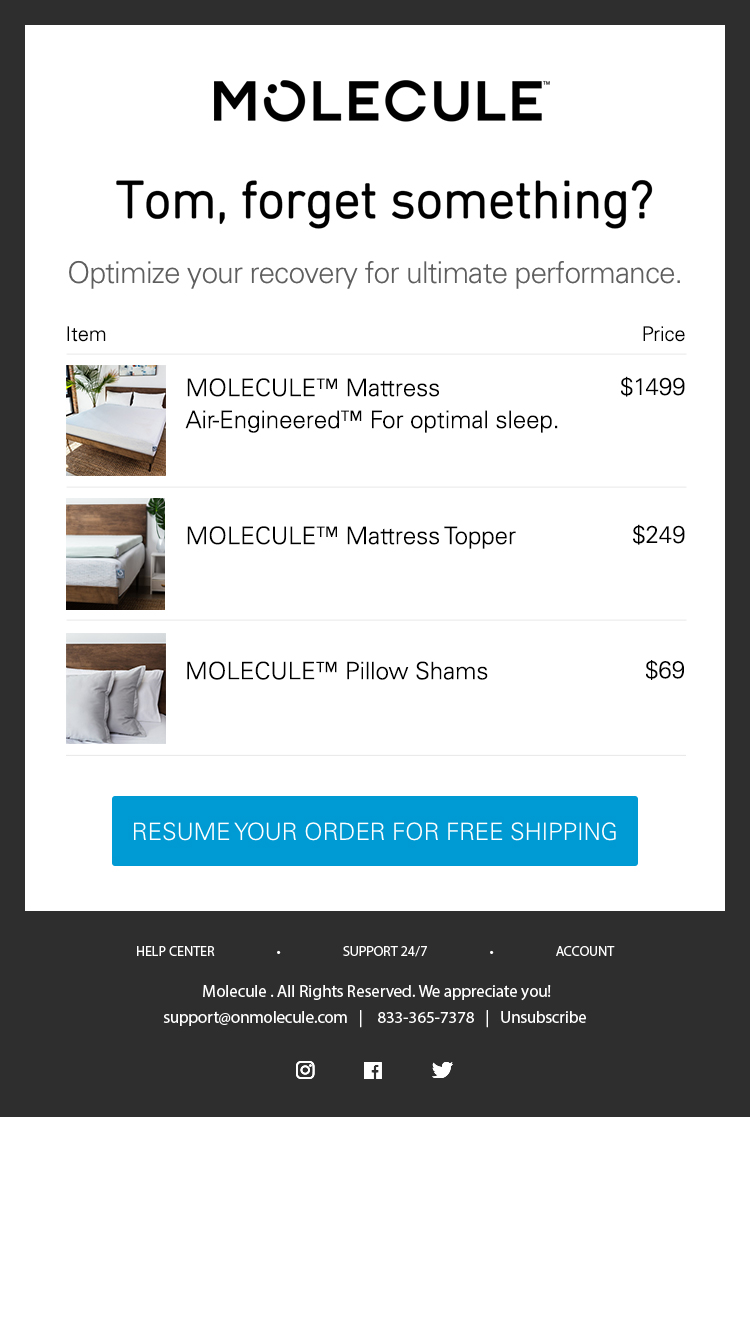 MOLECULE™
Tom, forget something?
Optimize your recovery for ultimate performance.
Item Price
MOLECULE™ Mattress $1499
Air-Engineered™ For optimal sleep.
MOLECULE™ Mattress Topper $249
MOLECULE™ Pillow Shams $69
RESUME YOUR ORDER FOR FREE SHIPPING
HELP CENTER • SUPPORT 24/7 • ACCOUNT
Molecule . All Rights Reserved. We appreciate you!
support@onmolecule.com | 833-365-7378 | Unsubscribe